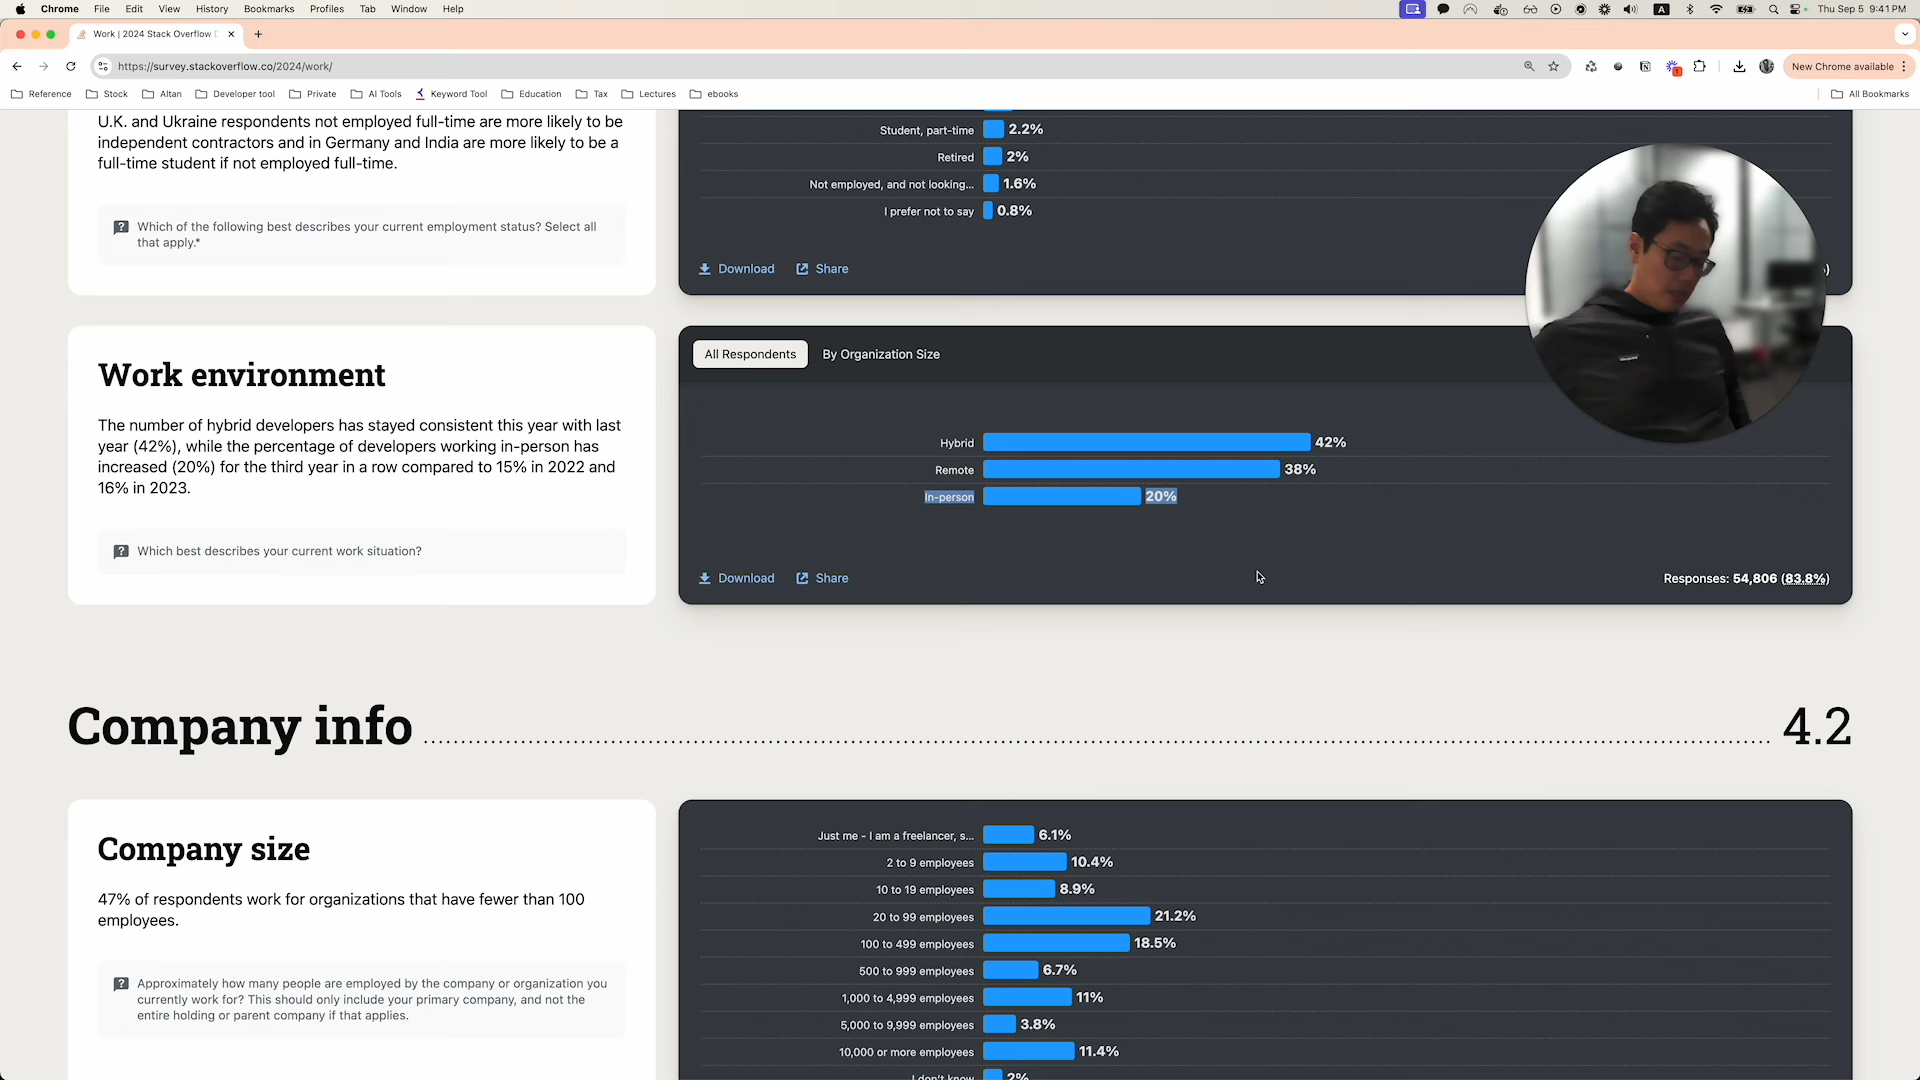 Chrome File Edit View History Bookmarks Profiles Tab Window Help
A
Thu Sep 5 9:41 PM
Work | 2024 Stack Overflow D
https://survey.stackoverflow.co/2024/work/
New Chrome available
Reference Stock Altan Developer tool Private AI Tools Keyword Tool Education Tax Lectures ebooks
All Bookmarks
U.K. and Ukraine respondents not employed full-time are more likely to be
independent contractors and in Germany and India are more likely to be a
full-time student if not employed full-time.
Which of the following best describes your current employment status? Select all
that apply.*
Student, part-time 2.2%
Retired 2%
Not employed, and not looking... 1.6%
I prefer not to say 0.8%
Download Share
Work environment
The number of hybrid developers has stayed consistent this year with last
year (42%), while the percentage of developers working in-person has
increased (20%) for the third year in a row compared to 15% in 2022 and
16% in 2023.
Which best describes your current work situation?
All Respondents By Organization Size
Hybrid 42%
Remote 38%
In-person 20%
Download Share
Responses: 54,806 (83.8%)
Company info 4.2
Company size
47% of respondents work for organizations that have fewer than 100
employees.
Approximately how many people are employed by the company or organization you
currently work for? This should only include your primary company, and not the
entire holding or parent company if that applies.
Just me - I am a freelancer, s... 6.1%
2 to 9 employees 10.4%
10 to 19 employees 8.9%
20 to 99 employees 21.2%
100 to 499 employees 18.5%
500 to 999 employees 6.7%
1,000 to 4,999 employees 11%
5,000 to 9,999 employees 3.8%
10,000 or more employees 11.4%
I don't know 2%